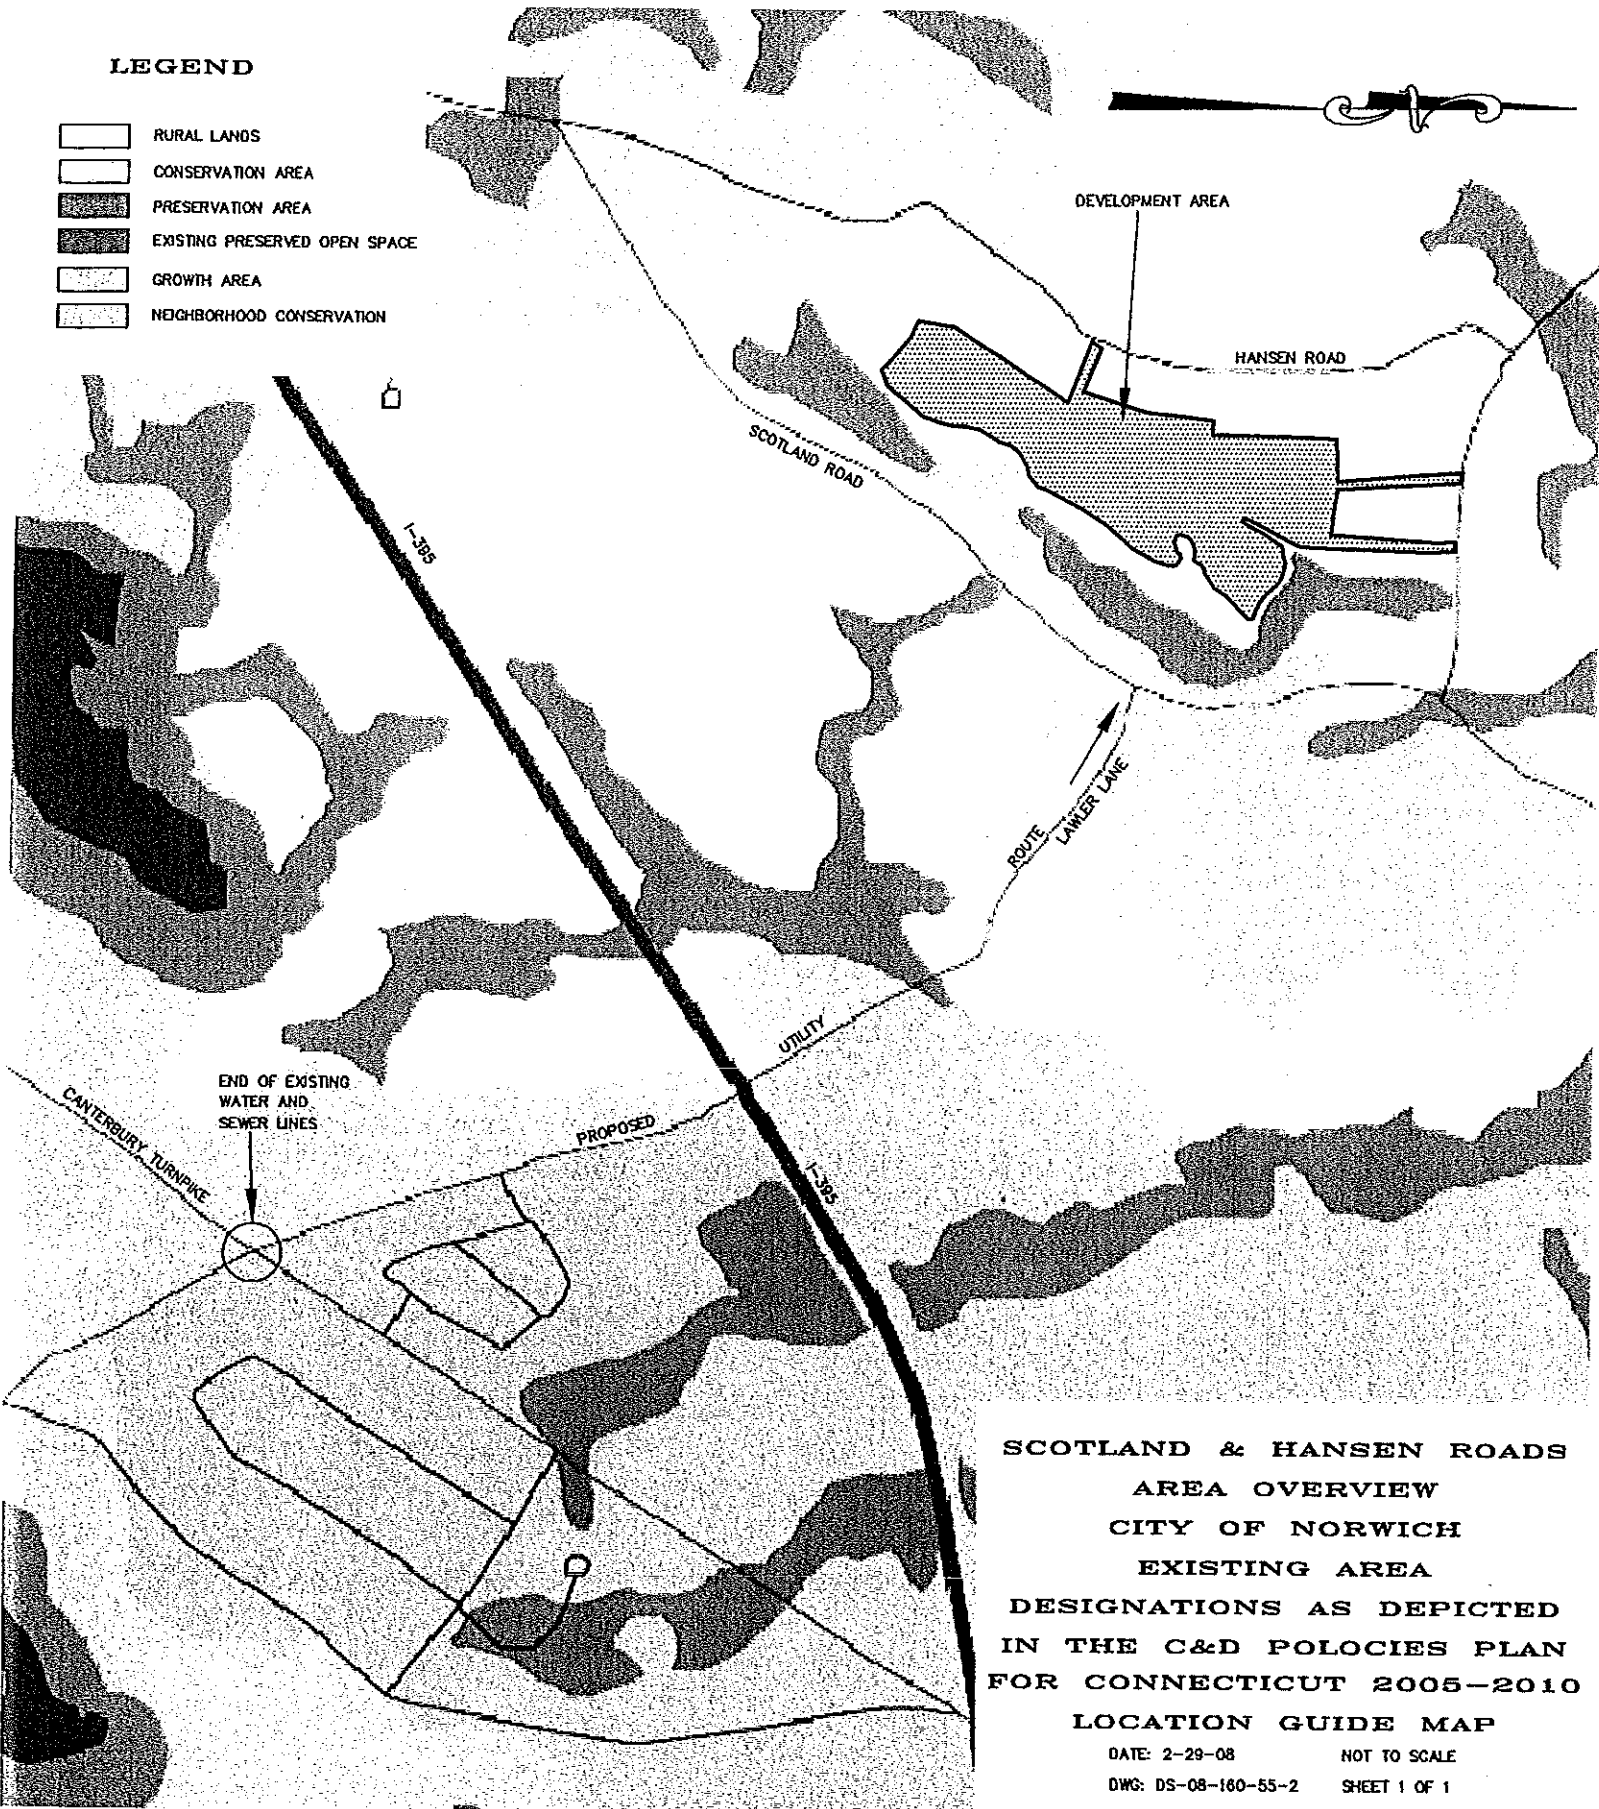 LEGEND
RURAL LANDS
CONSERVATION AREA
PRESERVATION AREA
EXISTING PRESERVED OPEN SPACE
GROWTH AREA
NEIGHBORHOOD CONSERVATION
DEVELOPMENT AREA
HANSEN ROAD
SCOTLAND ROAD
I-395
ROUTE
LAWLER LANE
UTILITY
PROPOSED
END OF EXISTING
WATER AND
SEWER LINES
CANTERBURY TURNPIKE
I-395
SCOTLAND & HANSEN ROADS
AREA OVERVIEW
CITY OF NORWICH
EXISTING AREA
DESIGNATIONS AS DEPICTED
IN THE C&D POLOCIES PLAN
FOR CONNECTICUT 2005-2010
LOCATION GUIDE MAP
DATE: 2-29-08 NOT TO SCALE
DWG: DS-08-160-55-2 SHEET 1 OF 1